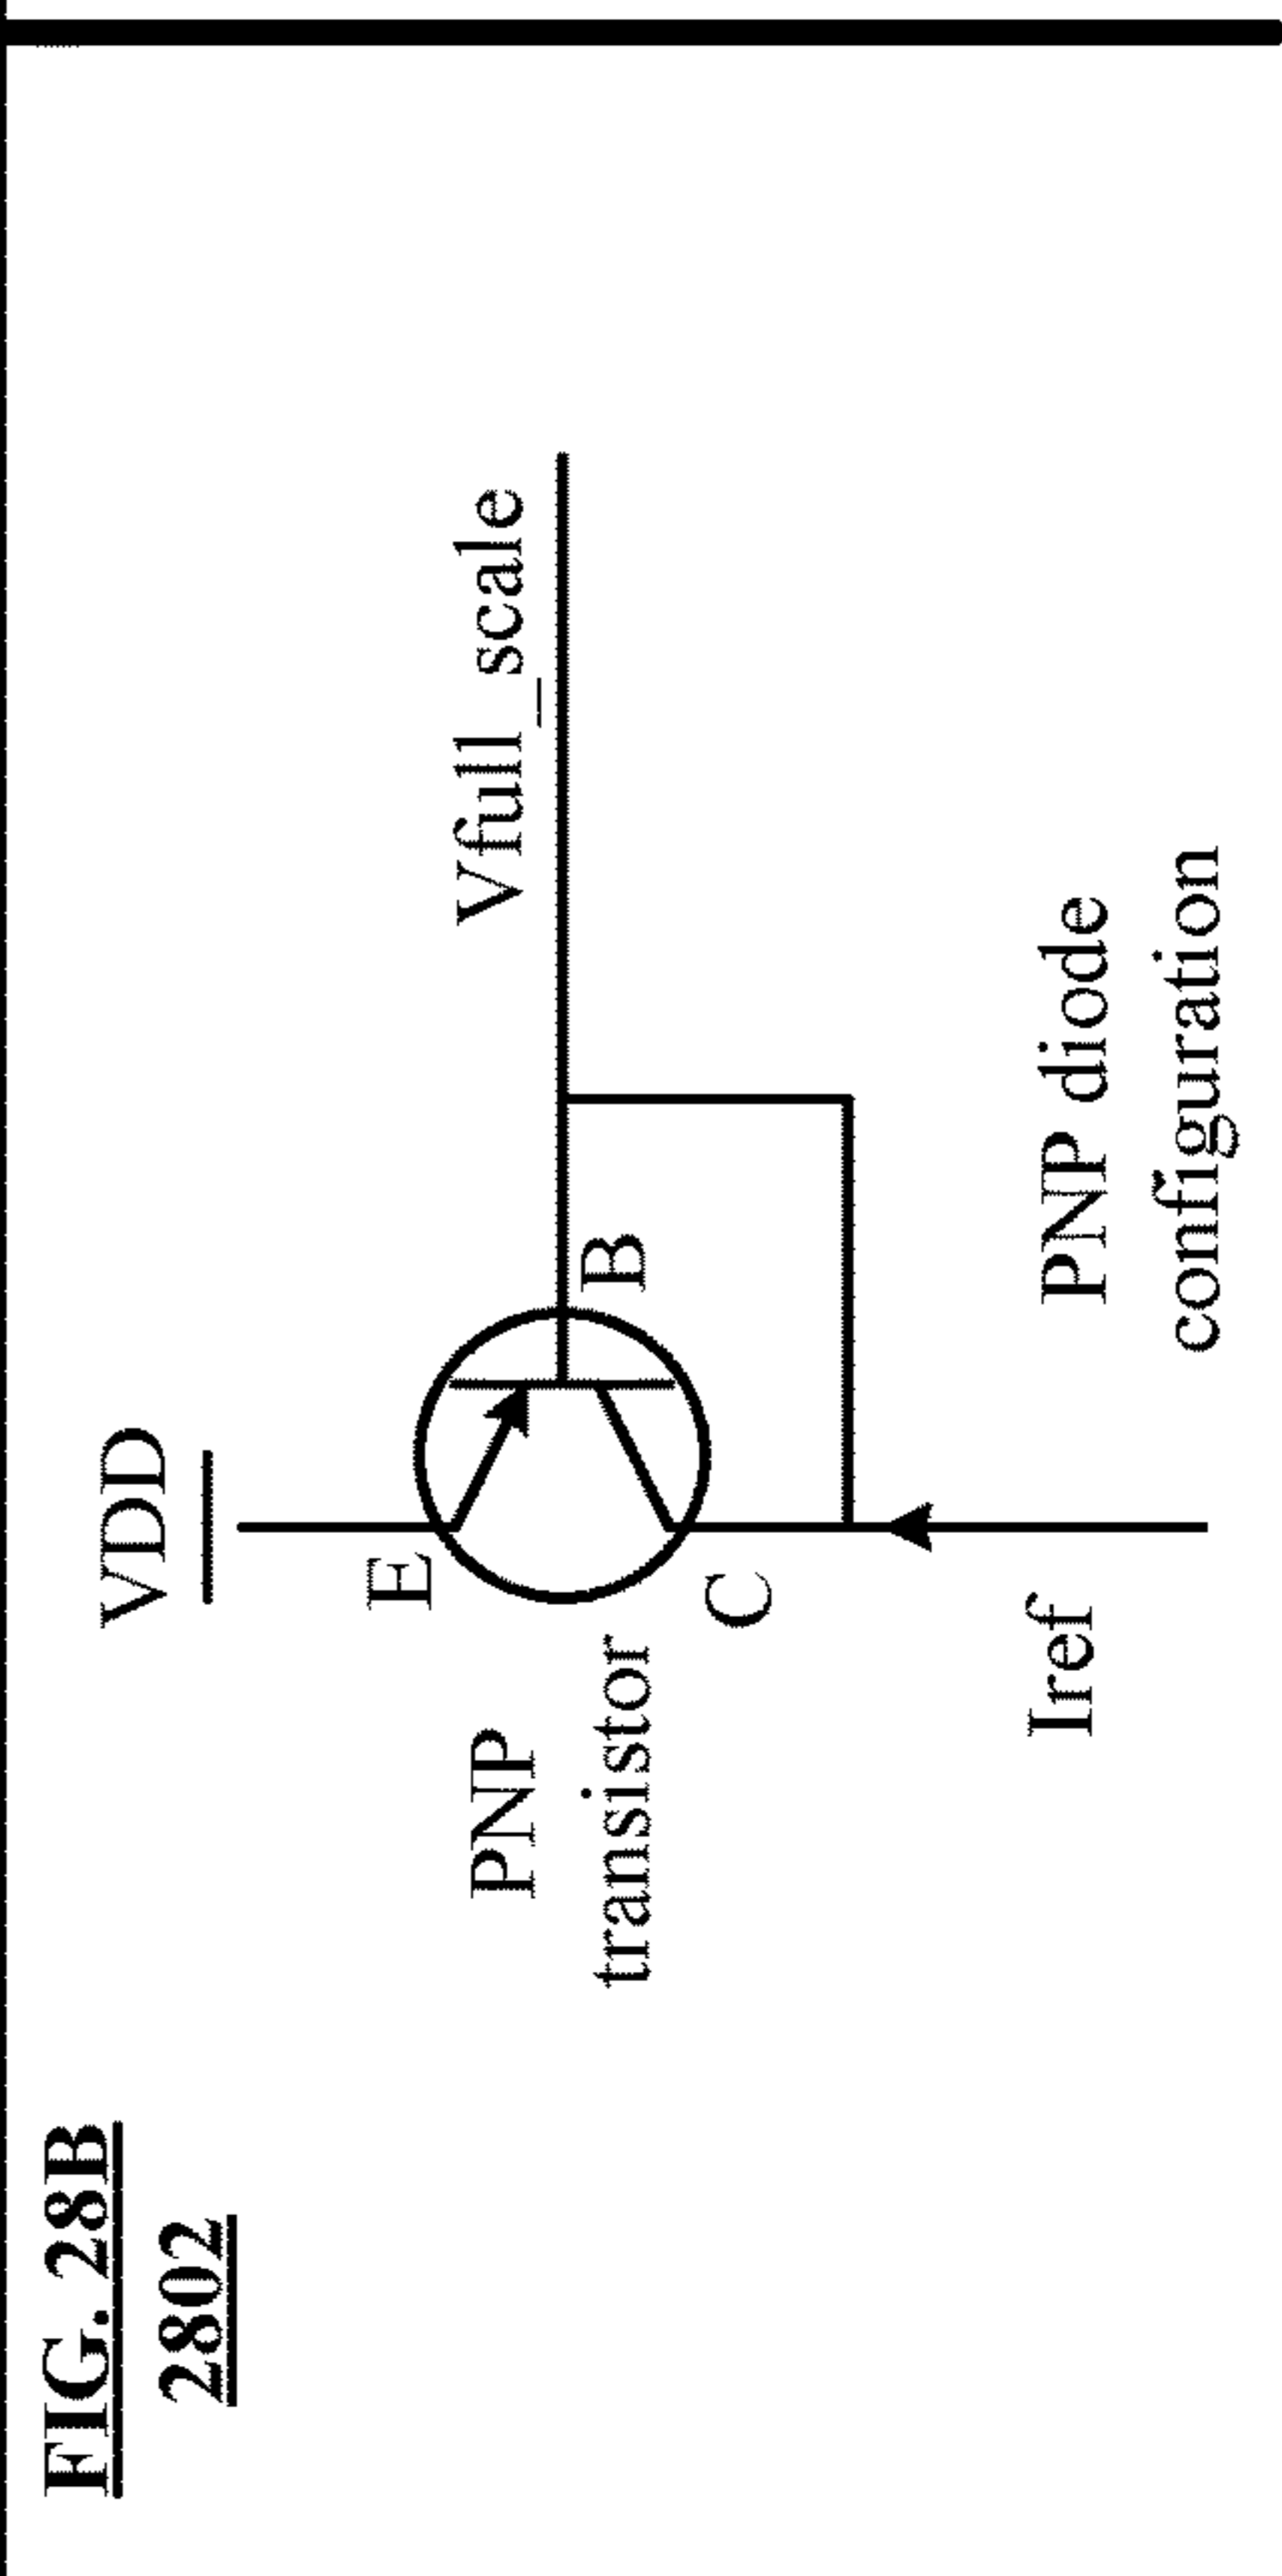 FIG. 28B
2802
VDD
E
PNP
transistor
B
C
Vfull_scale
Iref
PNP diode
configuration